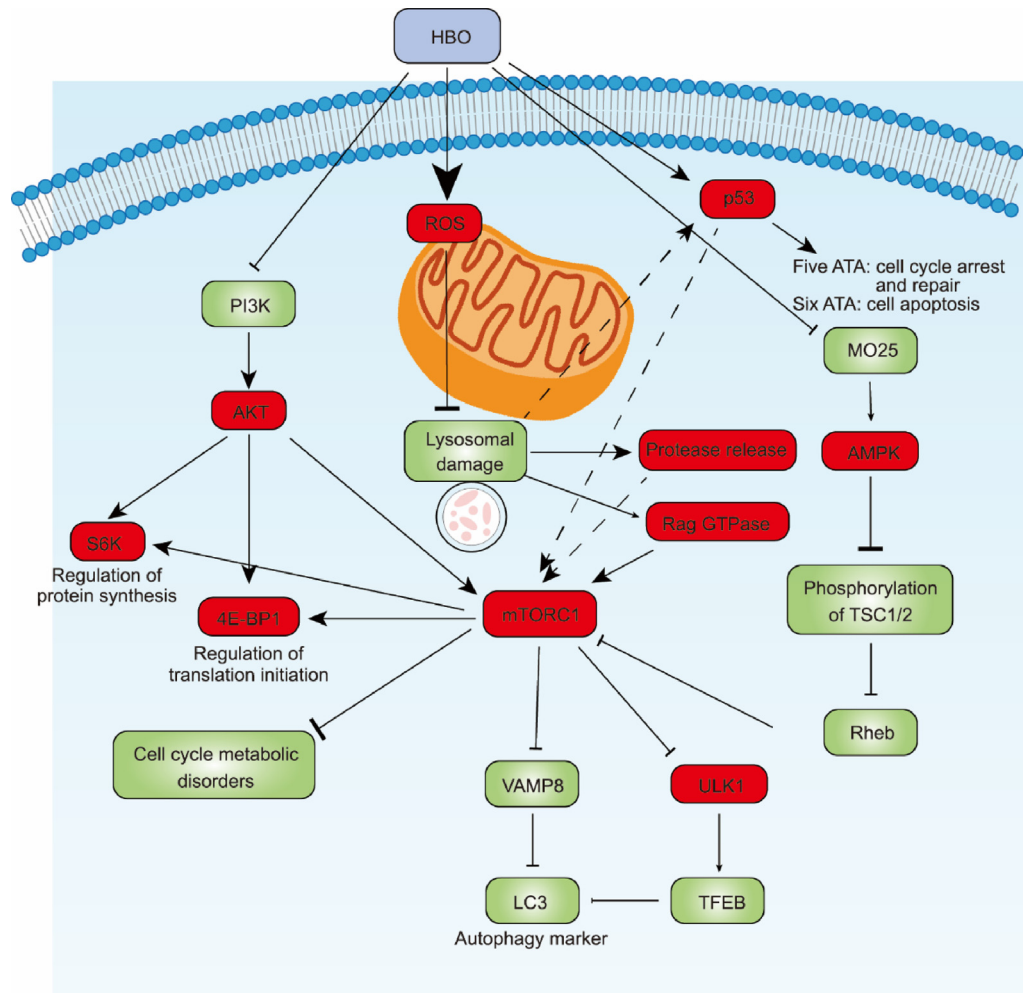 HBO
p53
ROS
Five ATA: cell cycle arrest
and repair
Six ATA: cell apoptosis
PI3K
MO25
AKT
Lysosomal
damage
Protease release
AMPK
Rag GTPase
S6K
Regulation of
protein synthesis
4E-BP1
mTORC1
Phosphorylation
of TSC1/2
Regulation of
translation initiation
Rheb
Cell cycle metabolic
disorders
VAMP8
ULK1
LC3
TFEB
Autophagy marker